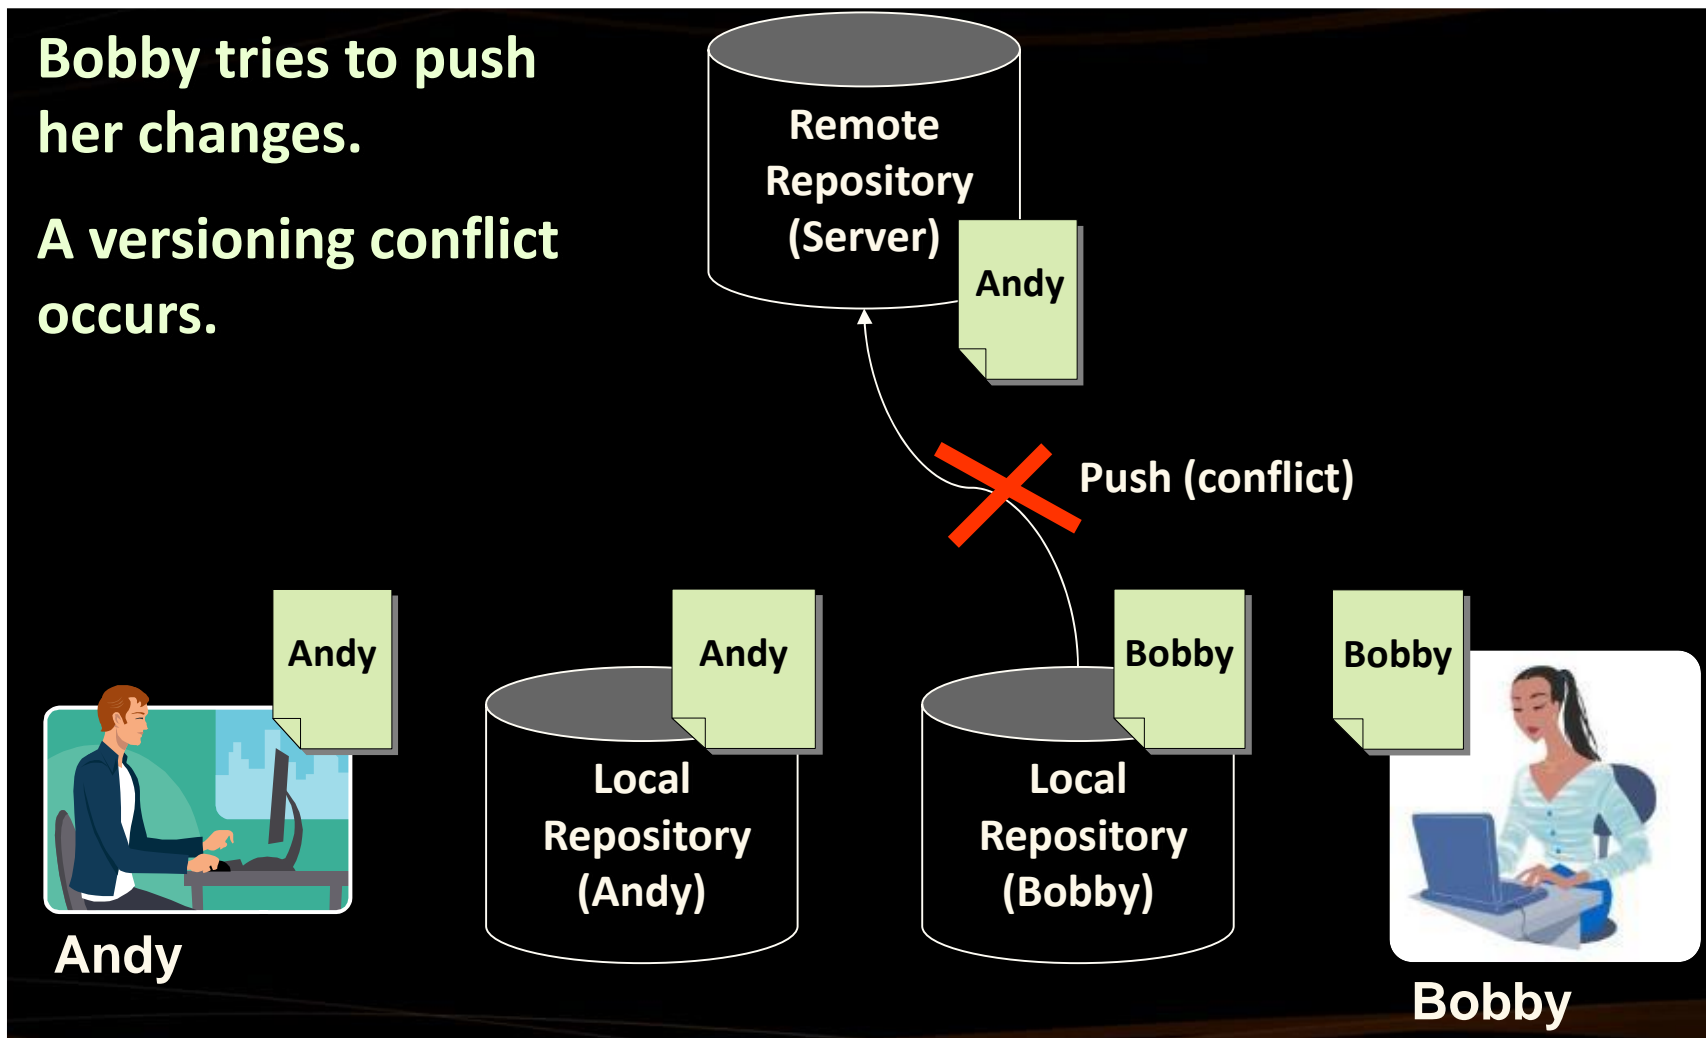 Bobby tries to push
her changes.
A versioning conflict
occurs.
Remote
Repository
(Server)
Andy
Push (conflict)
Andy
Andy
Bobby
Bobby
Local
Repository
(Andy)
Local
Repository
(Bobby)
Andy
Bobby